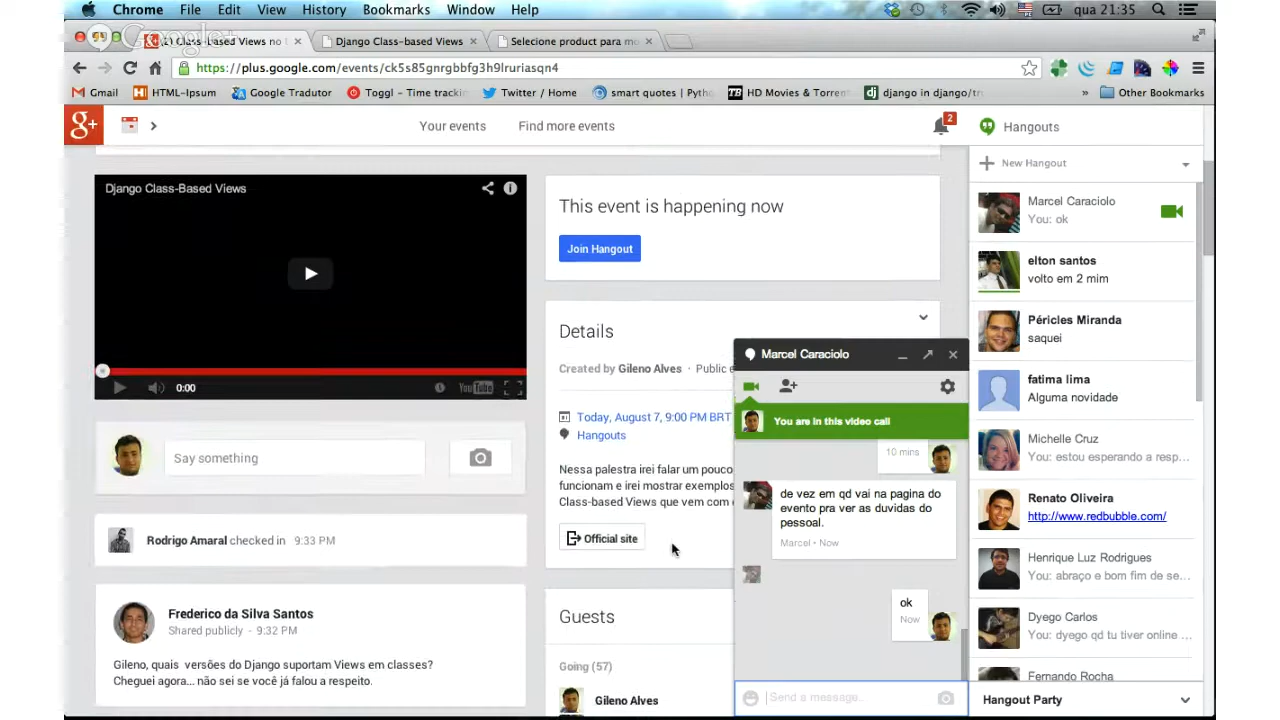 Chrome File Edit View History Bookmarks Window Help qua 21:35
Google+
Class-based Views no Django Class-based Views Selecione product para mo
https://plus.google.com/events/ck5s85gnrgbbfg3h9lruriasqn4
Gmail HTML-Ipsum Google Tradutor Toggl - Time trackin Twitter / Home smart quotes | Pyth HD Movies & Torren django in django/tr » Other Bookmarks
g+ Your events Find more events 2 Hangouts
New Hangout
Django Class-Based Views
0:00
YouTube
Say something
Rodrigo Amaral checked in 9:33 PM
Frederico da Silva Santos
Shared publicly - 9:32 PM
Gileno, quais versões do Django suportam Views em classes?
Cheguei agora... não sei se você já falou a respeito.
This event is happening now
Join Hangout
Details
Created by Gileno Alves · Public e
Today, August 7, 9:00 PM BRT
Hangouts
Nessa palestra irei falar um pouco
funcionam e irei mostrar exemplos
Class-based Views que vem com
Official site
Guests
Going (57)
Gileno Alves
Marcel Caraciolo
You are in this video call
10 mins
de vez em qd vai na pagina do
evento pra ver as duvidas do
pessoal.
Marcel • Now
ok
Now
Send a message..
Marcel Caraciolo
You: ok
elton santos
volto em 2 mim
Péricles Miranda
saquei
fatima lima
Alguma novidade
Michelle Cruz
You: estou esperando a resp...
Renato Oliveira
http://www.redbubble.com/
Henrique Luz Rodrigues
You: abraço e bom fim de se...
Dyego Carlos
You: dyego qd tu tiver online ...
Fernando Rocha
Hangout Party